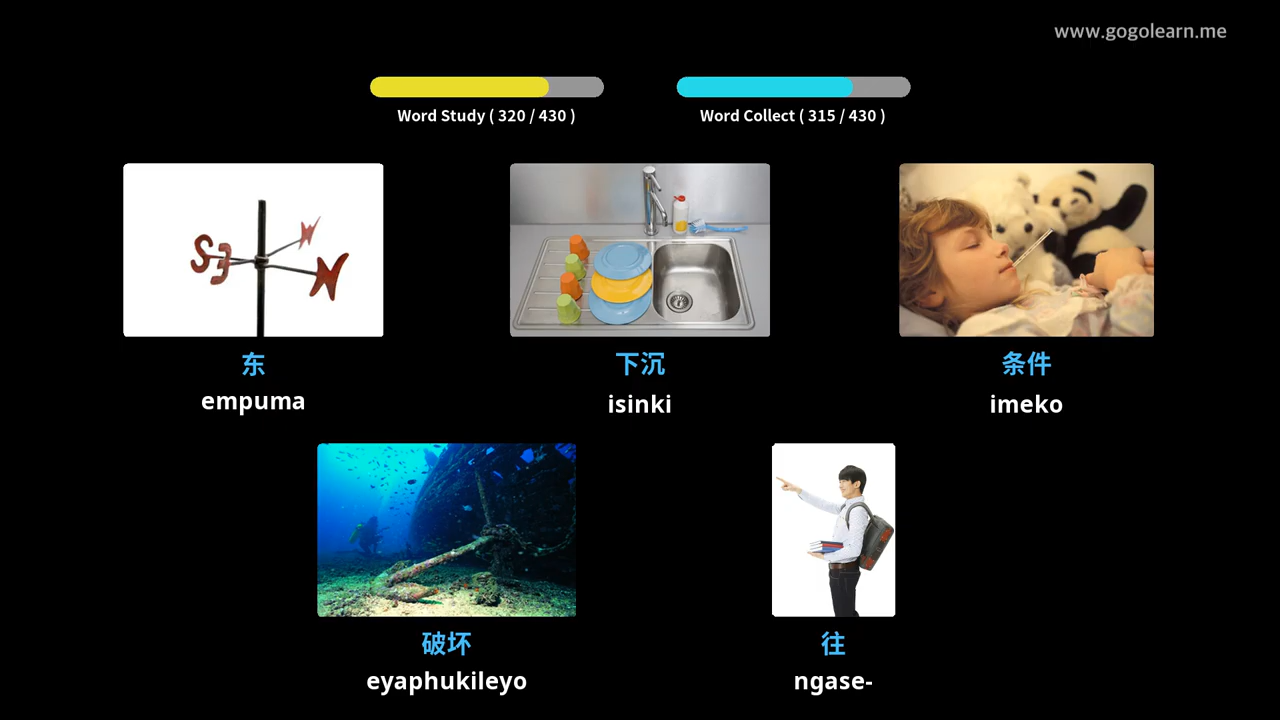 www.gogolearn.me
Word Study ( 320 / 430 )
Word Collect ( 315 / 430 )
S E N
东
empuma
下沉
isinki
条件
imeko
破坏
eyaphukileyo
往
ngase-